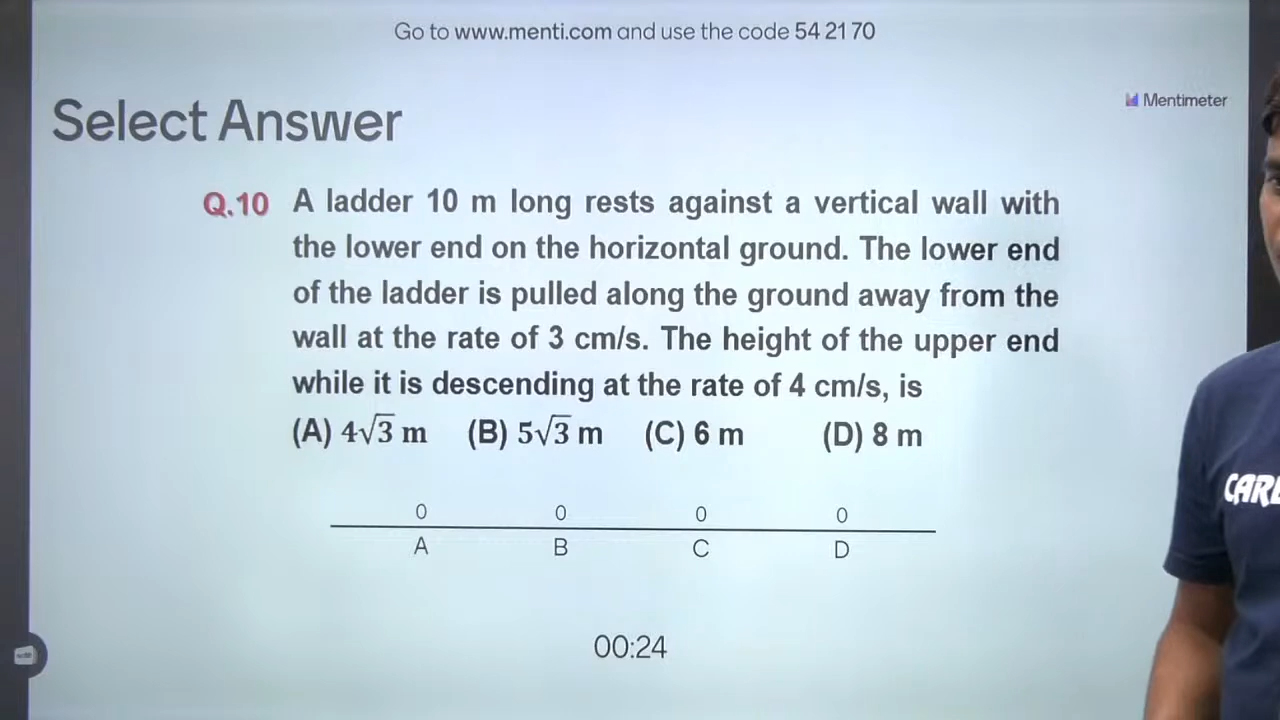 Go to www.menti.com and use the code 54 21 70
Mentimeter
Select Answer
Q.10 A ladder 10 m long rests against a vertical wall with
the lower end on the horizontal ground. The lower end
of the ladder is pulled along the ground away from the
wall at the rate of 3 cm/s. The height of the upper end
while it is descending at the rate of 4 cm/s, is
(A) 4√3 m (B) 5√3 m (C) 6 m (D) 8 m
0 0 0 0
A B C D
00:24